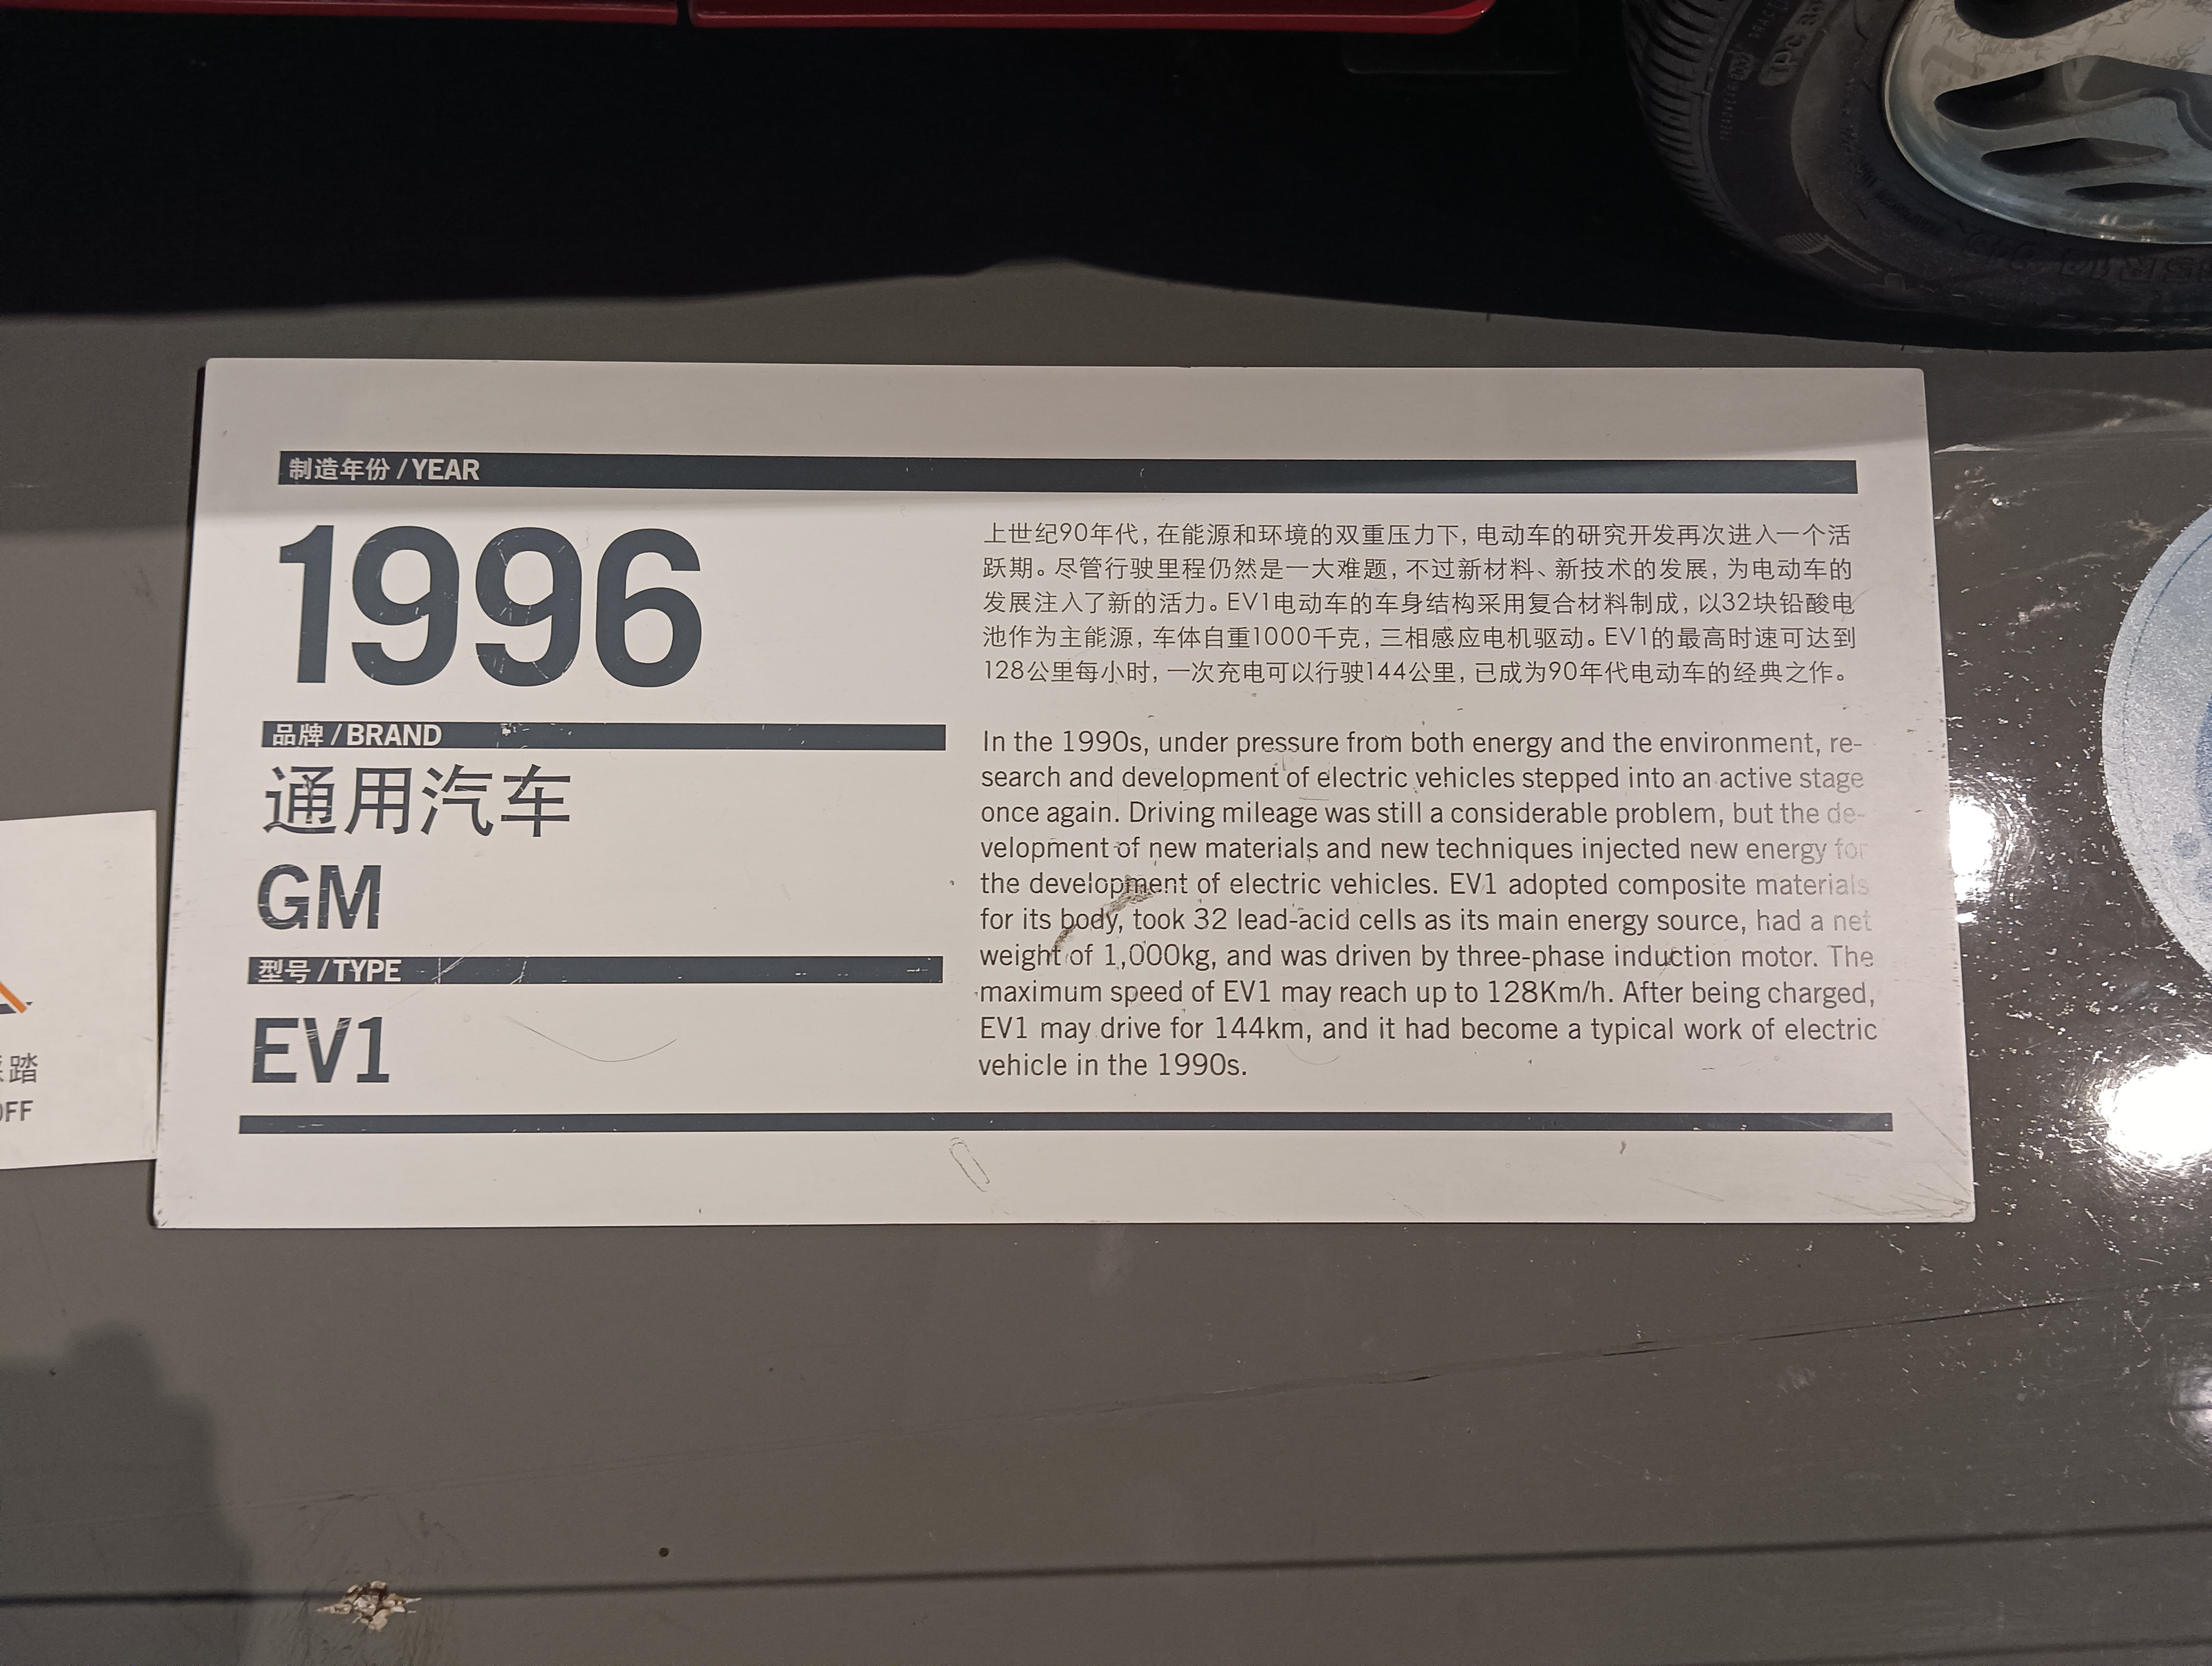 制造年份 / YEAR
1996
上世纪90年代, 在能源和环境的双重压力下, 电动车的研究开发再次进入一个活
跃期。尽管行驶里程仍然是一大难题, 不过新材料、新技术的发展, 为电动车的
发展注入了新的活力。EV1电动车的车身结构采用复合材料制成, 以32块铅酸电
池作为主能源, 车体自重1000千克, 三相感应电机驱动。EV1的最高时速可达到
128公里每小时, 一次充电可以行驶144公里, 已成为90年代电动车的经典之作。
品牌 / BRAND
通用汽车
GM
型号 / TYPE
EV1
In the 1990s, under pressure from both energy and the environment, re-
search and development of electric vehicles stepped into an active stage
once again. Driving mileage was still a considerable problem, but the de-
velopment of new materials and new techniques injected new energy for
the development of electric vehicles. EV1 adopted composite materials
for its body, took 32 lead-acid cells as its main energy source, had a net
weight of 1,000kg, and was driven by three-phase induction motor. The
maximum speed of EV1 may reach up to 128Km/h. After being charged,
EV1 may drive for 144km, and it had become a typical work of electric
vehicle in the 1990s.
踏
OFF